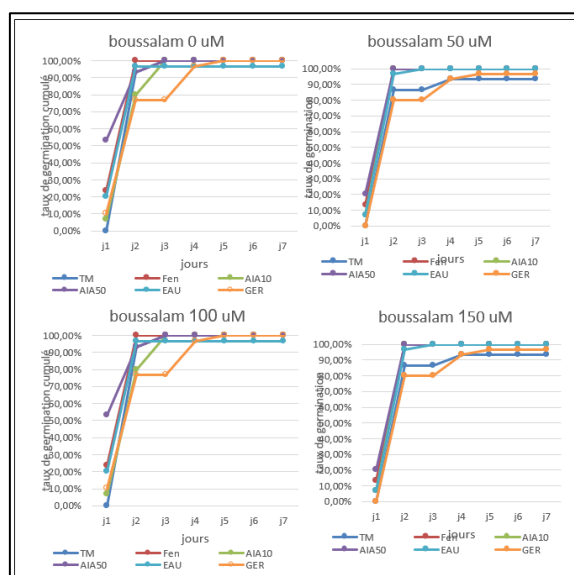 boussalam 0 uM
taux de germination cumulé
100,00%
90,00%
80,00%
70,00%
60,00%
50,00%
40,00%
30,00%
20,00%
10,00%
0,00%
j1 j2 j3 j4 j5 j6 j7
jours
TM Fen AIA10
AIA50 EAU GER
boussalam 50 uM
taux de germination cumulé
100,00%
90,00%
80,00%
70,00%
60,00%
50,00%
40,00%
30,00%
20,00%
10,00%
0,00%
j1 j2 j3 j4 j5 j6 j7
jours
TM Fen AIA10
AIA50 EAU GER
boussalam 100 uM
taux de germination cumulé
100,00%
90,00%
80,00%
70,00%
60,00%
50,00%
40,00%
30,00%
20,00%
10,00%
0,00%
j1 j2 j3 j4 j5 j6 j7
jours
TM Fen AIA10
AIA50 EAU GER
boussalam 150 uM
taux de germination cumulé
100,00%
90,00%
80,00%
70,00%
60,00%
50,00%
40,00%
30,00%
20,00%
10,00%
0,00%
j1 j2 j3 j4 j5 j6 j7
jours
TM Fen AIA10
AIA50 EAU GER